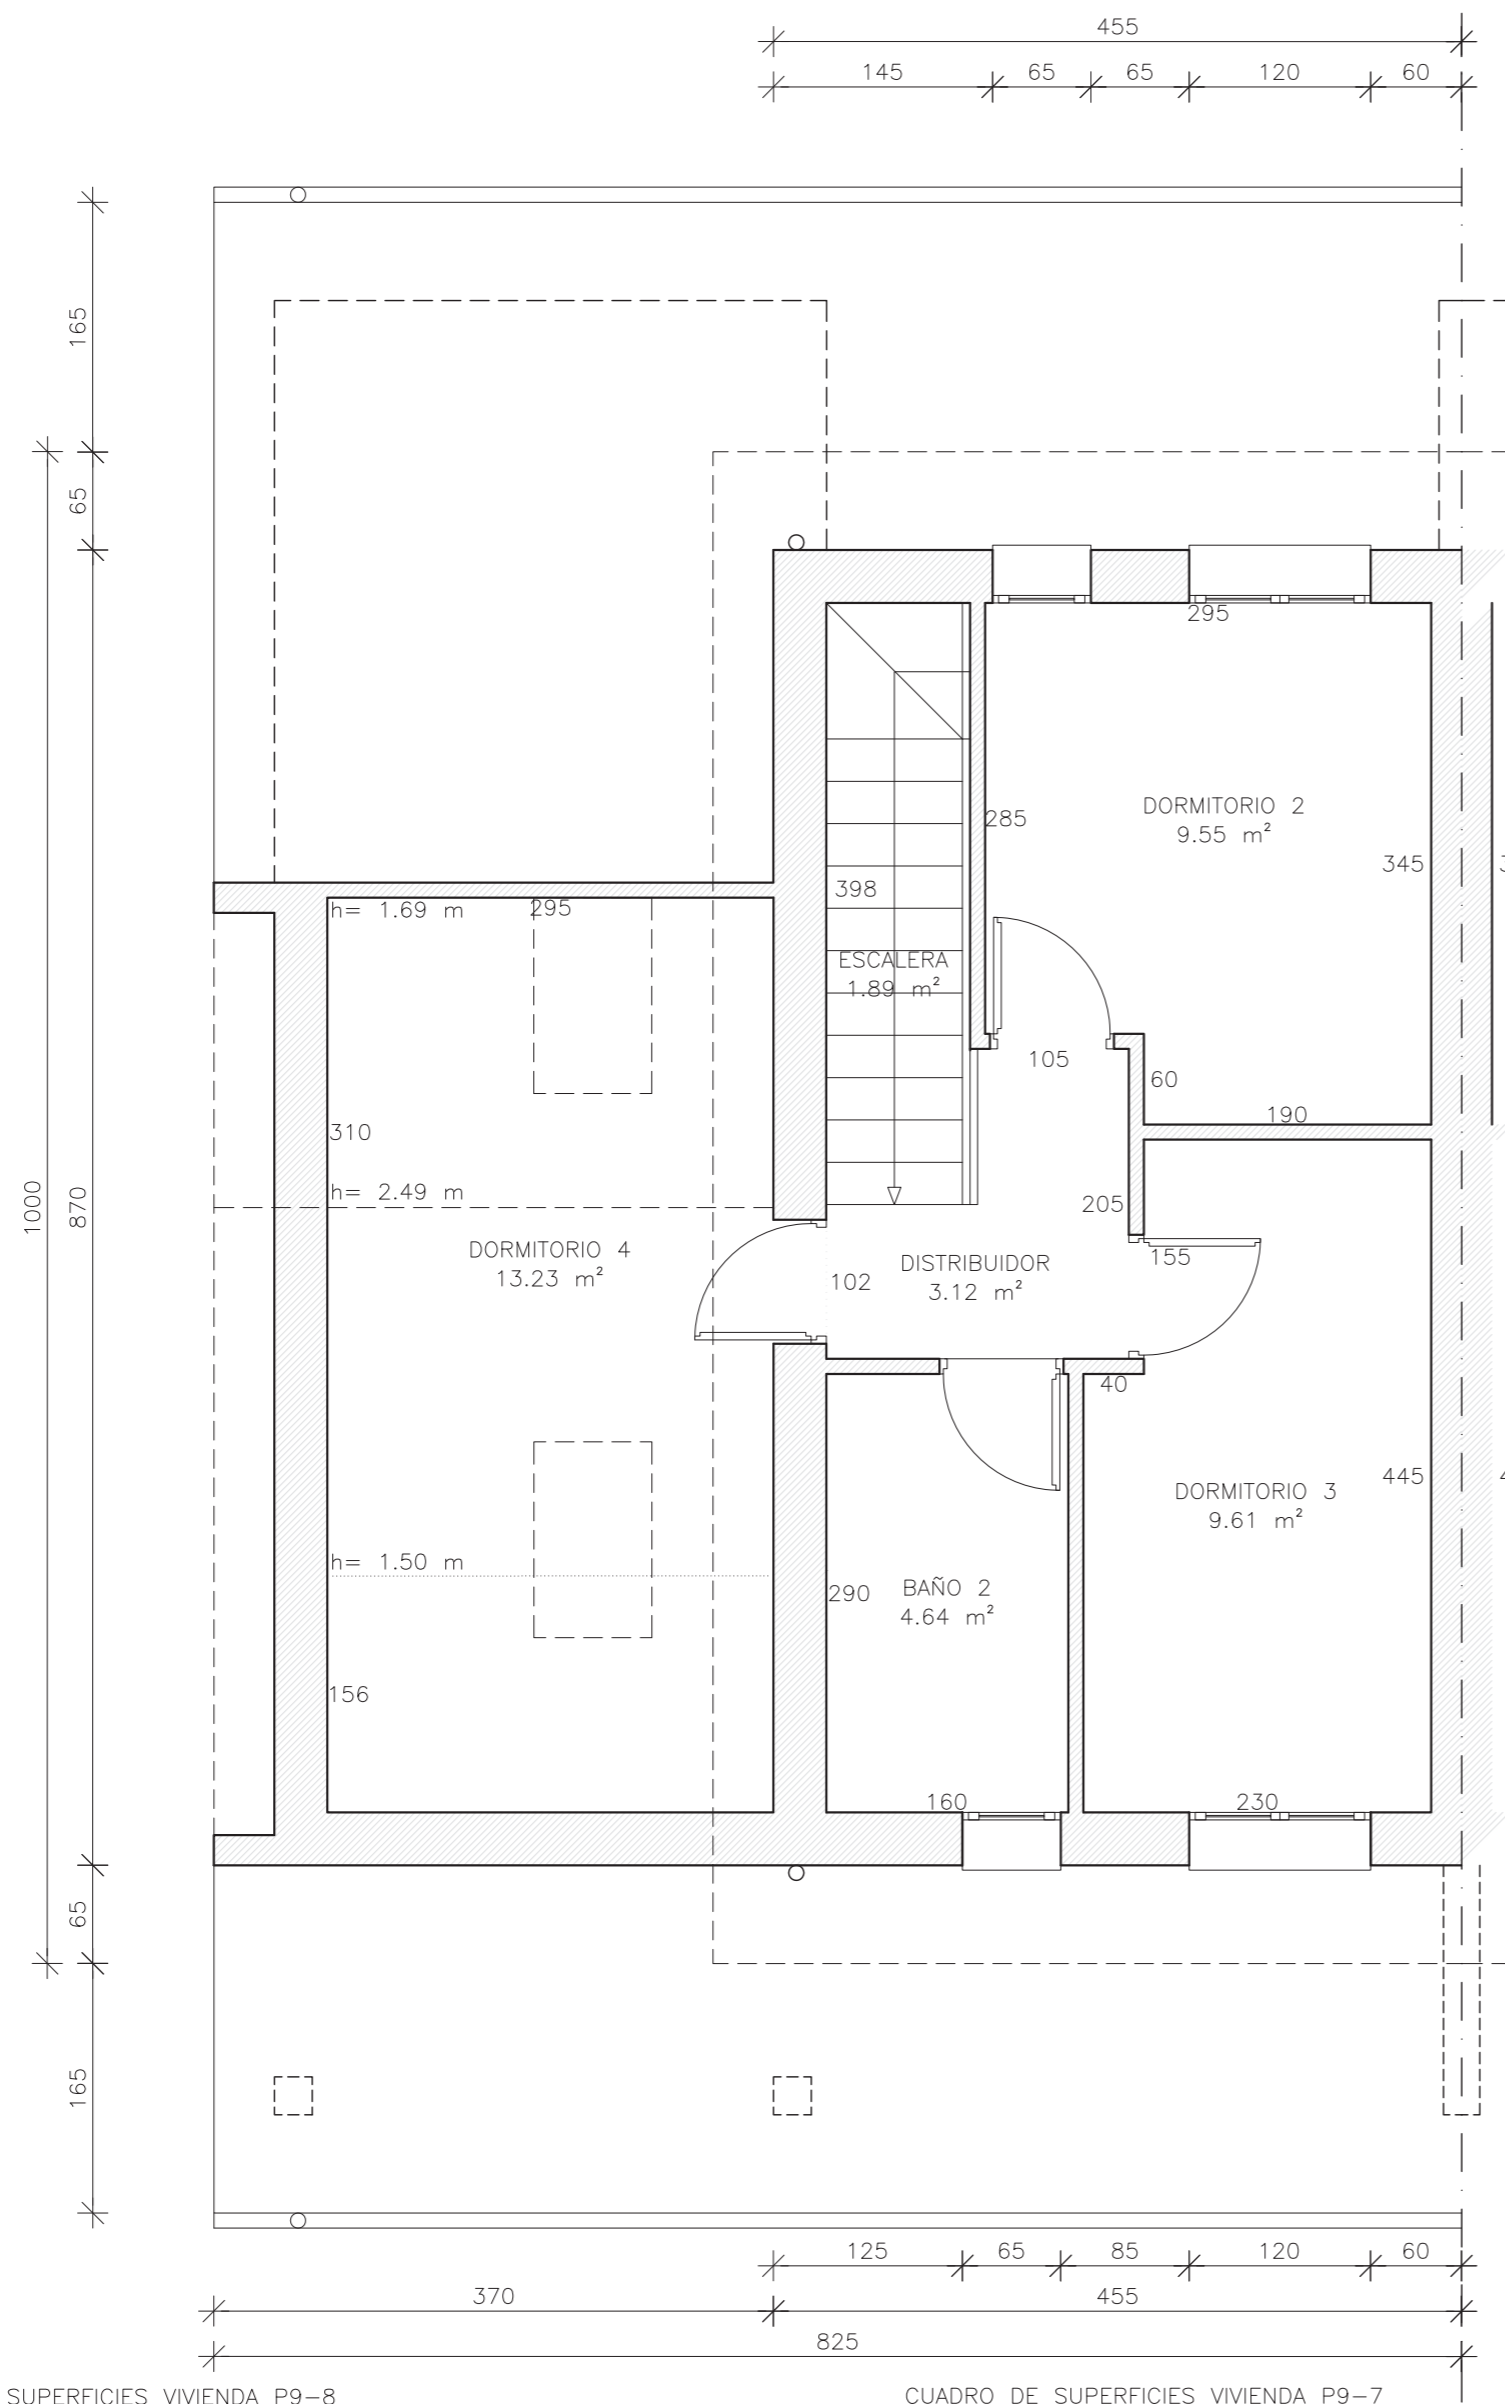 455
145 65 65 120 60
165
65
295
DORMITORIO 2
9.55 m²
285
345
398
h= 1.69 m
295
ESCALERA
1.89 m²
105
60
190
310
h= 2.49 m
205
1000
870
DORMITORIO 4
13.23 m²
102
DISTRIBUIDOR
3.12 m²
155
40
445
DORMITORIO 3
9.61 m²
h= 1.50 m
290
BAÑO 2
4.64 m²
156
160
230
65
165
125 65 85 120 60
370 455
825
SUPERFICIES VIVIENDA P9-8
CUADRO DE SUPERFICIES VIVIENDA P9-7